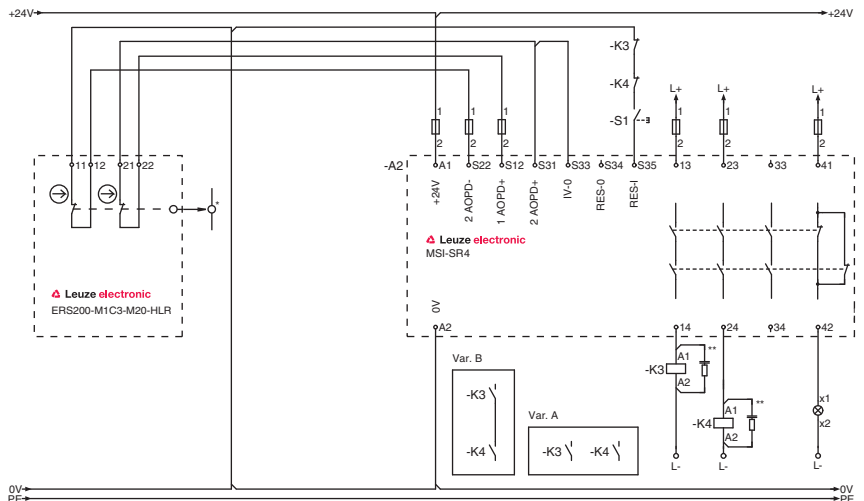 +24V +24V
-K3
-K4
-S1
L+ L+ L+
1 1 1 1 1 1
2 2 2 2 2 2
11 12 21 22
-A2 A1 S22 S12 S31 S33 S34 S35 13 23 33 41
+24V
2 AOPD-
1 AOPD+
2 AOPD+
IV-0
RES-0
RES-I
*
Leuze electronic
MSI-SR4
Leuze electronic
ERS200-M1C3-M20-HLR
0V
A2 14 24 34 42
Var. B
-K3
-K4
Var. A
-K3 -K4
A1 **
-K3
A2
A1 **
-K4
A2
x1
x2
L- L- L-
0V 0V
PE PE